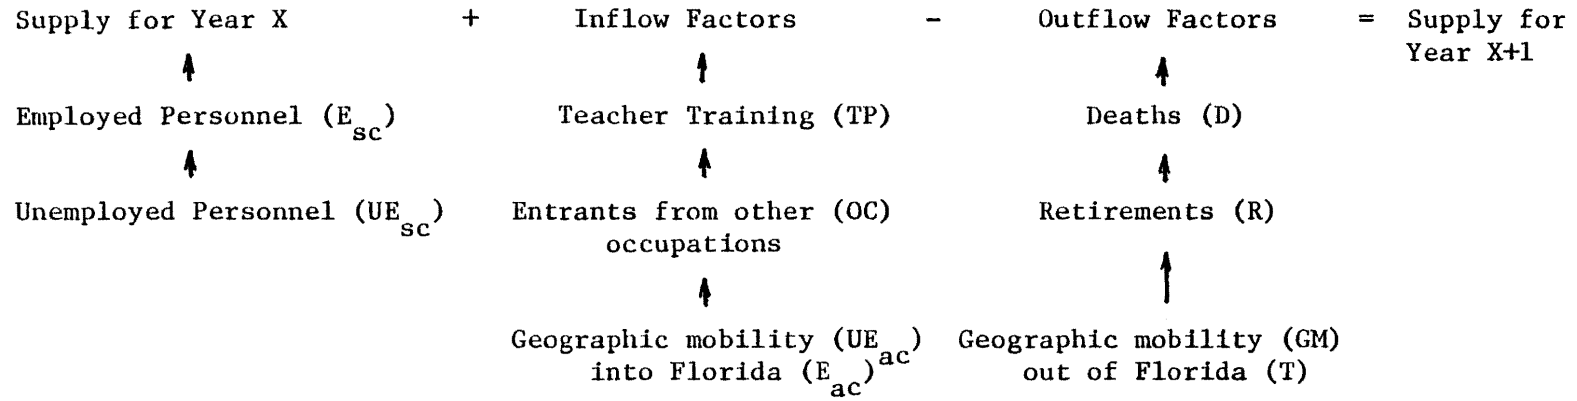 Supply for Year X + Inflow Factors - Outflow Factors = Supply for
Year X+1
Employed Personnel (E_sc) Teacher Training (TP) Deaths (D)
Unemployed Personnel (UE_sc) Entrants from other (OC) Retirements (R)
occupations
Geographic mobility (UE_ac) Geographic mobility (GM)
into Florida (E_ac) out of Florida (T)